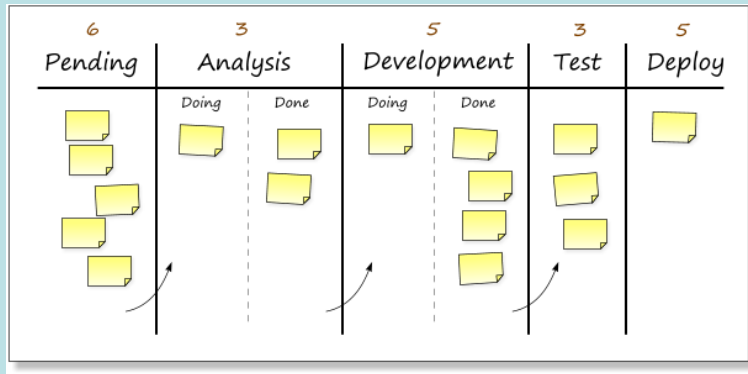 6 3 5 3 5
Pending Analysis Development Test Deploy
Doing Done Doing Done